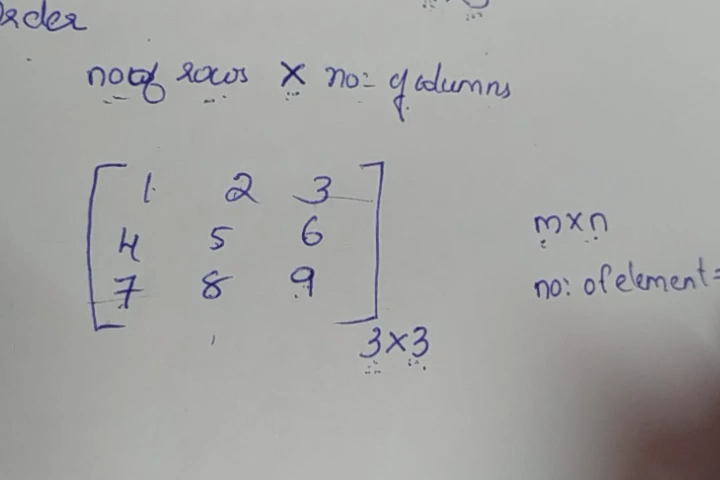 Order
no of rows × no: of columns
1 2 3
4 5 6
7 8 9
3×3
m×n
no: of element=